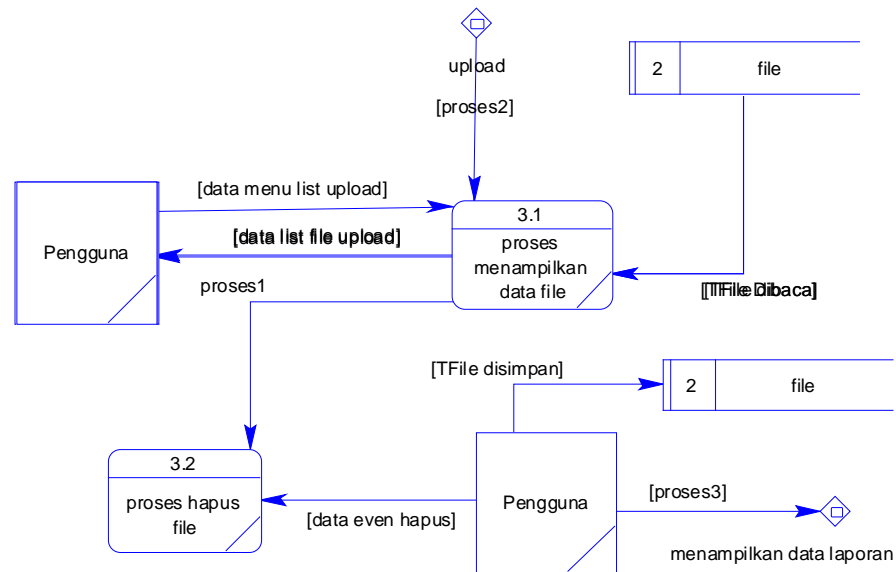 upload
[proses2]
2 file
[data menu list upload]
3.1
Pengguna
[data list file upload]
proses
menampilkan
data file
proses1
[TFile Dibaca]
[TFile disimpan]
2 file
3.2
proses hapus
file
[data even hapus]
Pengguna
[proses3]
menampilkan data laporan